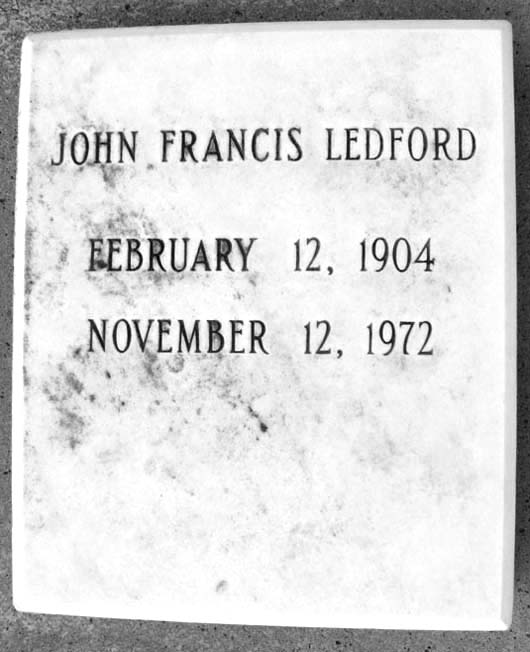 JOHN FRANCIS LEDFORD
FEBRUARY 12, 1904
NOVEMBER 12, 1972